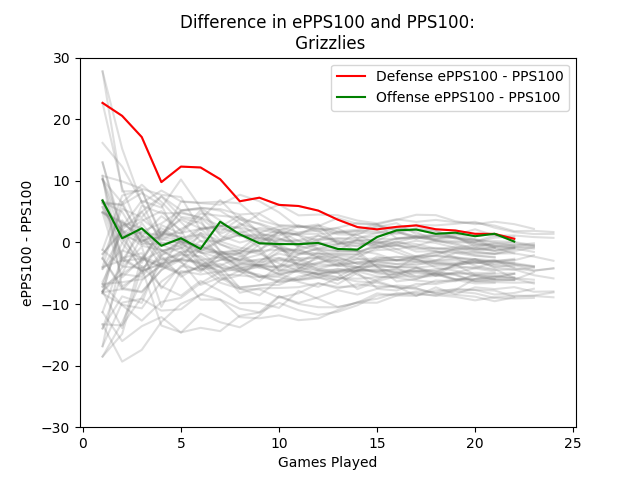 Difference in ePPS100 and PPS100:
Grizzlies
Defense ePPS100 - PPS100
Offense ePPS100 - PPS100
ePPS100 - PPS100
30
20
10
0
−10
−20
−30
0
5
10
15
20
25
Games Played